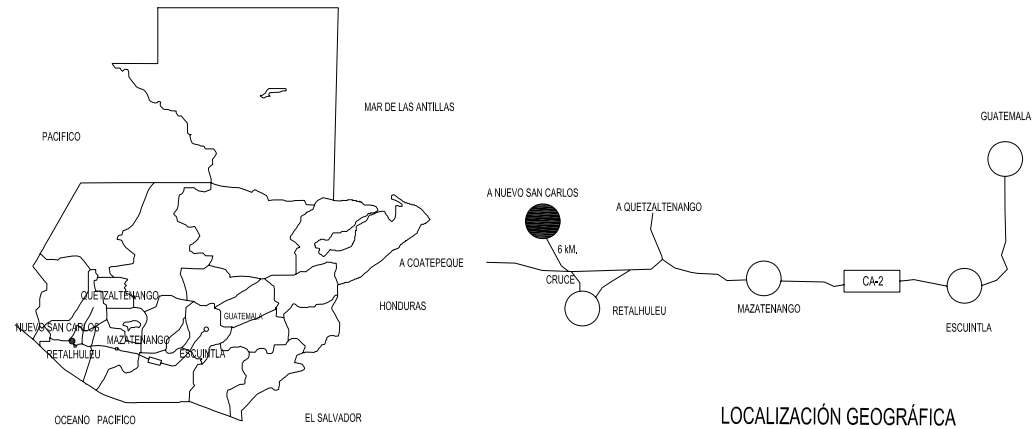 MAR DE LAS ANTILLAS
PACIFICO
A COATEPEQUE
HONDURAS
QUETZALTENANGO
GUATEMALA
NUEVO SAN CARLOS
MAZATENANGO
RETALHULEU
ESCUINTLA
OCEANO PACÍFICO
EL SALVADOR
GUATEMALA
A NUEVO SAN CARLOS
A QUETZALTENANGO
6 kM.
CRUCE
RETALHULEU
MAZATENANGO
CA-2
ESCUINTLA
LOCALIZACIÓN GEOGRÁFICA